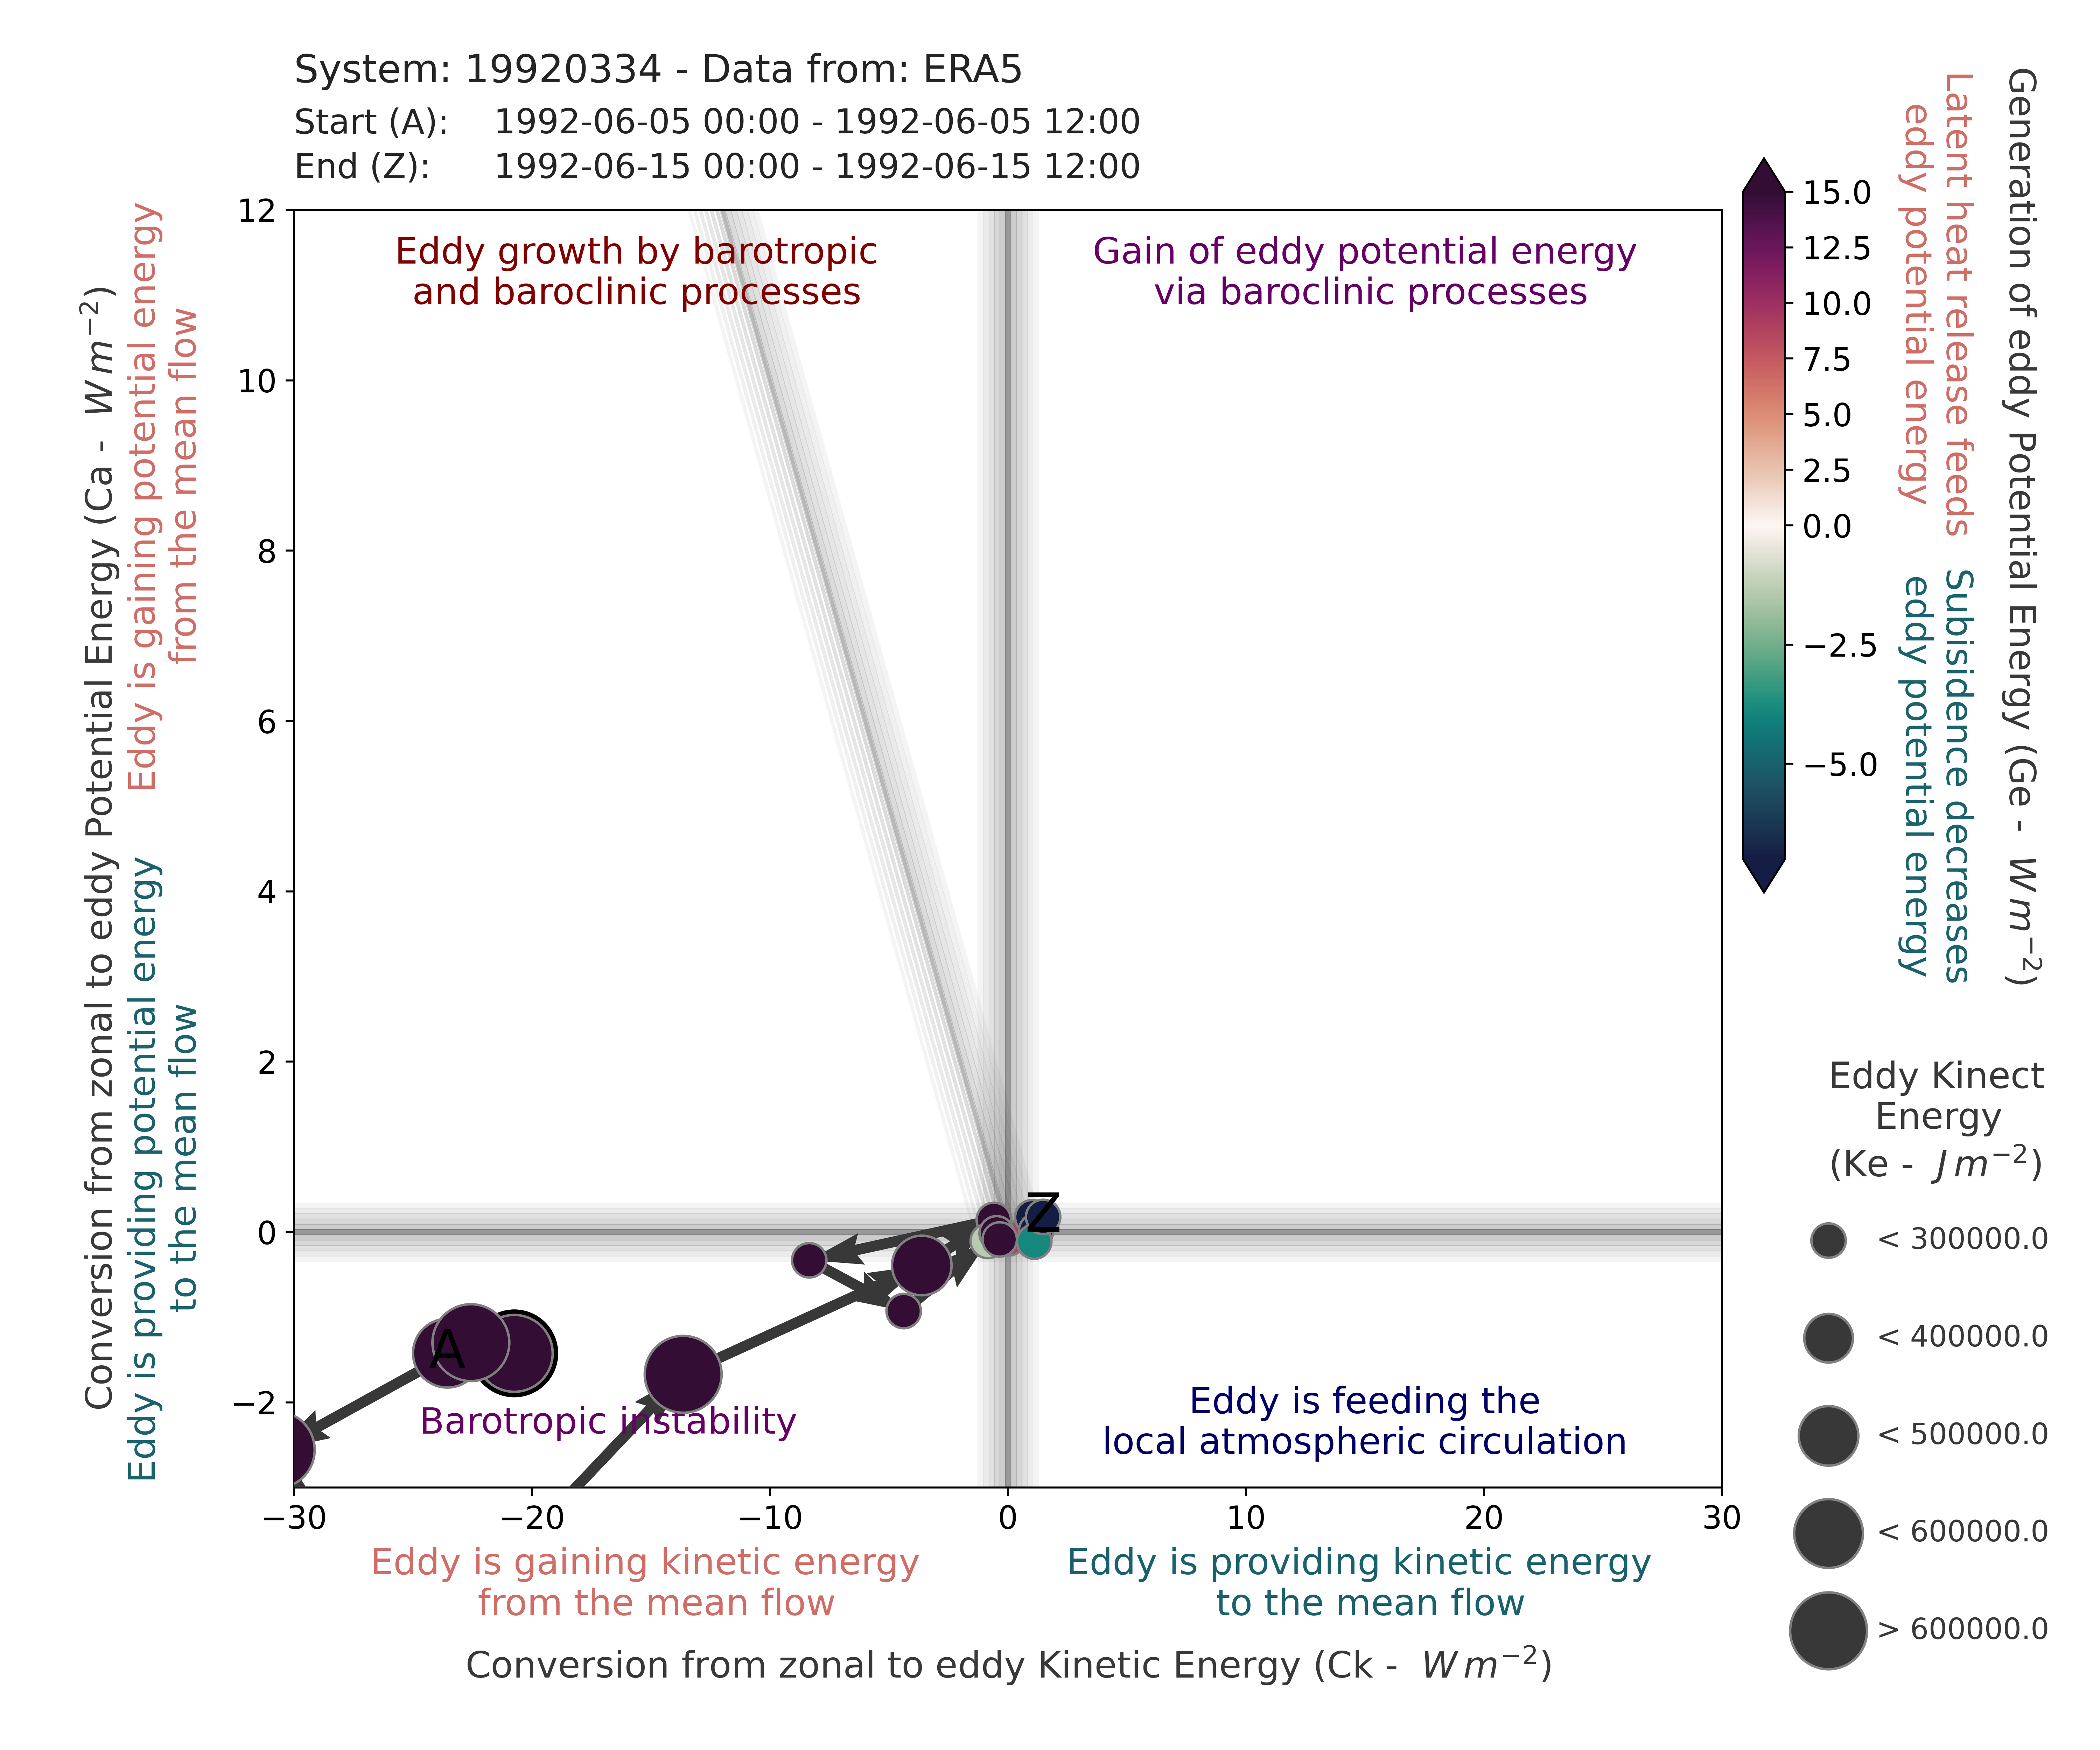 System: 19920334 - Data from: ERA5
Start (A): 1992-06-05 00:00 - 1992-06-05 12:00
End (Z): 1992-06-15 00:00 - 1992-06-15 12:00
Conversion from zonal to eddy Potential Energy (Ca - W m⁻²)
Eddy is gaining potential energy
from the mean flow
Eddy is providing potential energy
to the mean flow
12
10
8
6
4
2
0
−2
Eddy growth by barotropic
and baroclinic processes
Gain of eddy potential energy
via baroclinic processes
Z
A
Barotropic instability
Eddy is feeding the
local atmospheric circulation
−30
−20
−10
0
10
20
30
Eddy is gaining kinetic energy
from the mean flow
Eddy is providing kinetic energy
to the mean flow
Conversion from zonal to eddy Kinetic Energy (Ck - W m⁻²)
15.0
12.5
10.0
7.5
5.0
2.5
0.0
−2.5
−5.0
Latent heat release feeds
eddy potential energy
Subisidence decreases
eddy potential energy
Generation of eddy Potential Energy (Ge - W m⁻²)
Eddy Kinect
Energy
(Ke - J m⁻²)
< 300000.0
< 400000.0
< 500000.0
< 600000.0
> 600000.0